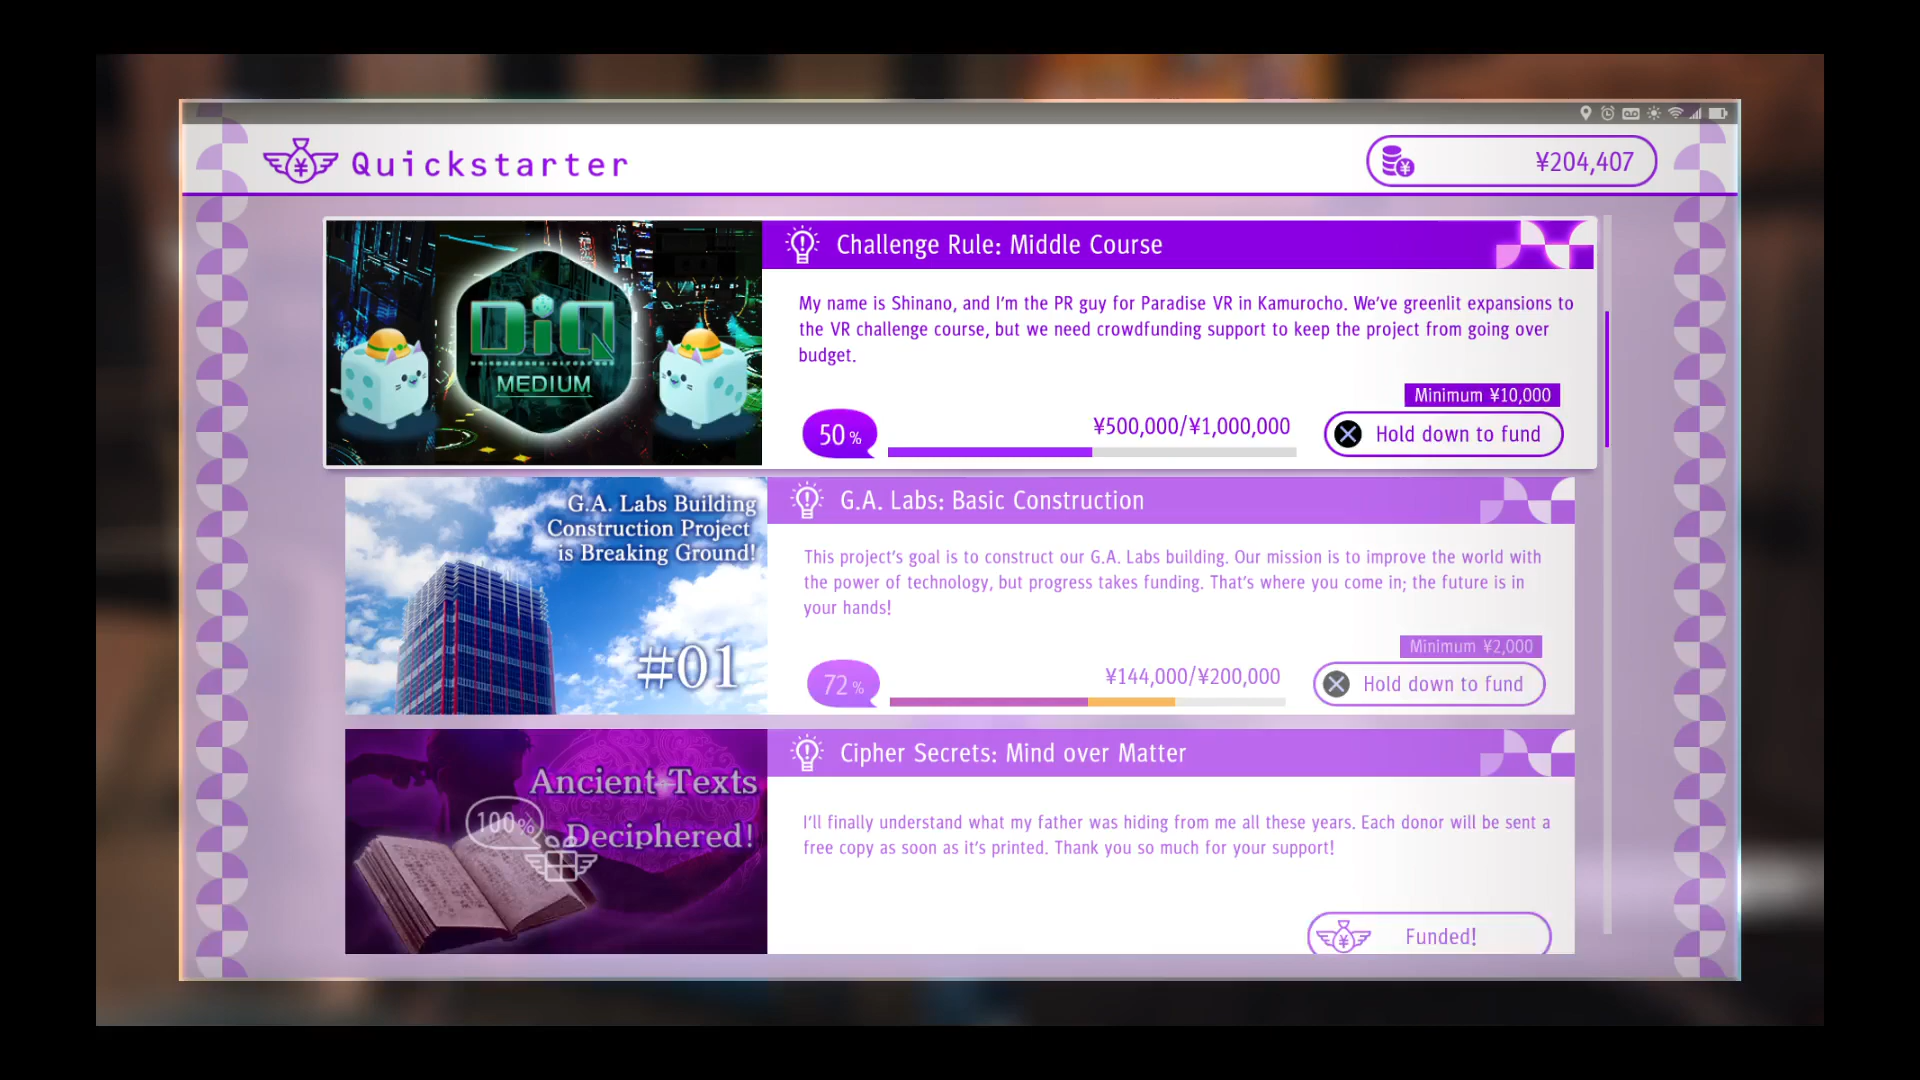 Quickstarter
¥204,407
Challenge Rule: Middle Course
DiQ
MEDIUM
My name is Shinano, and I'm the PR guy for Paradise VR in Kamurocho. We've greenlit expansions to
the VR challenge course, but we need crowdfunding support to keep the project from going over
budget.
Minimum ¥10,000
50%
¥500,000/¥1,000,000
Hold down to fund
G.A. Labs Building
Construction Project
is Breaking Ground!
#01
G.A. Labs: Basic Construction
This project's goal is to construct our G.A. Labs building. Our mission is to improve the world with
the power of technology, but progress takes funding. That's where you come in; the future is in
your hands!
Minimum ¥2,000
72%
¥144,000/¥200,000
Hold down to fund
Ancient Texts
Deciphered!
100%
Cipher Secrets: Mind over Matter
I'll finally understand what my father was hiding from me all these years. Each donor will be sent a
free copy as soon as it's printed. Thank you so much for your support!
Funded!